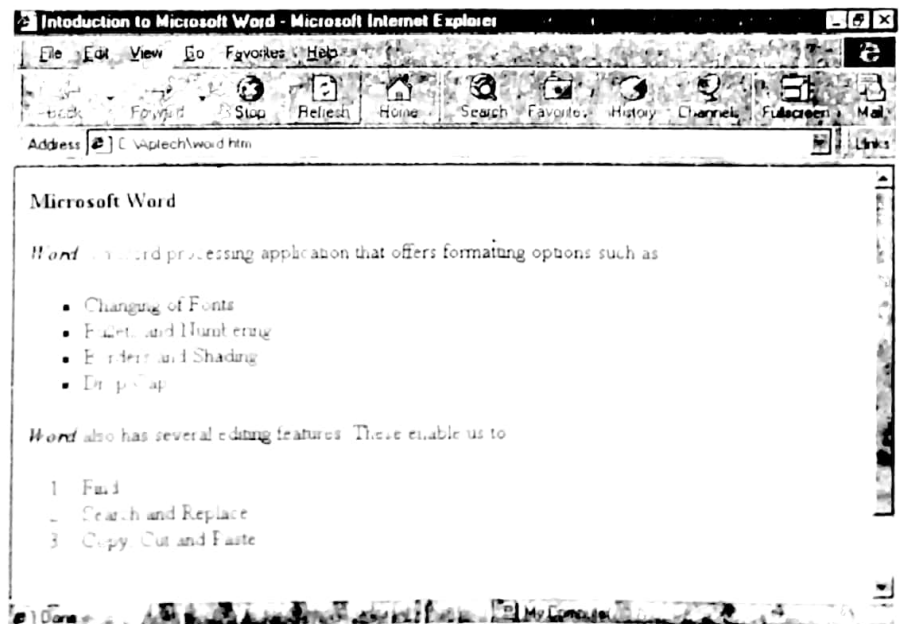 Intoduction to Microsoft Word - Microsoft Internet Explorer
File Edit View Go Favorites Help
Back Forward Stop Refresh Home Search Favorites History Channels Fullscreen Mail
Address C:\Aptech\word.htm Links
Microsoft Word
Word word processing application that offers formatting options such as
Changing of Fonts
Bullets and Numbering
Borders and Shading
Drop Cap
Word also has several editing features. These enable us to
1 Find
Search and Replace
3 Copy, Cut and Paste
Done My Computer